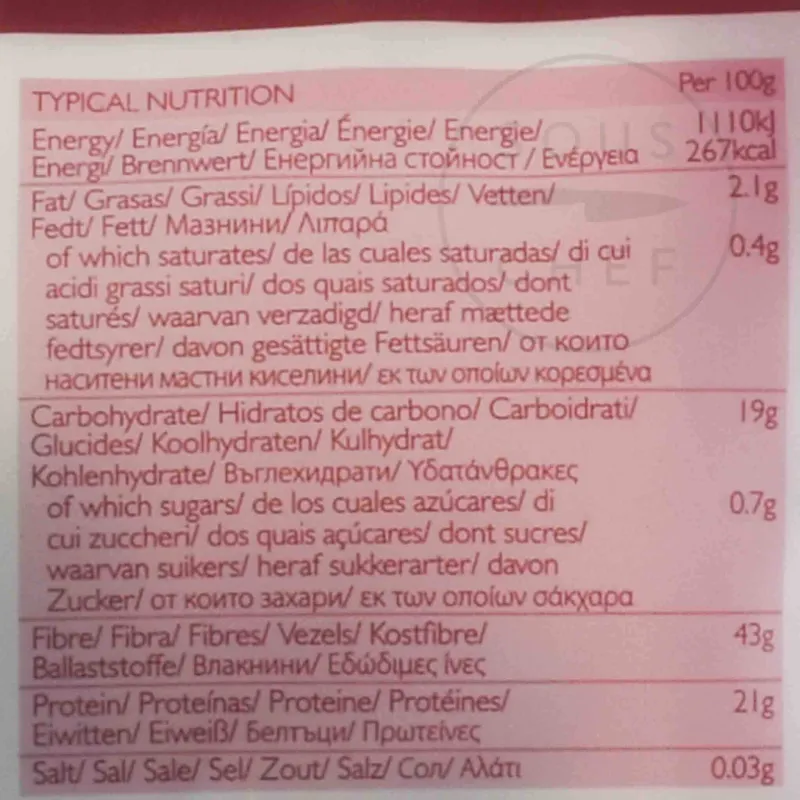 TYPICAL NUTRITION Per 100g
Energy/ Energía/ Energia/ Énergie/ Energie/ 1110kJ
Energi/ Brennwert/ Енергийна стойност / Ενέργεια 267kcal
Fat/ Grasas/ Grassi/ Lípidos/ Lipides/ Vetten/ 2.1g
Fedt/ Fett/ Мазнини/ Λιπαρά
of which saturates/ de las cuales saturadas/ di cui 0.4g
acidi grassi saturi/ dos quais saturados/ dont
saturés/ waarvan verzadigd/ heraf mættede
fedtsyrer/ davon gesättigte Fettsäuren/ от които
наситени мастни киселини/ εκ των οποίων κορεσμένα
Carbohydrate/ Hidratos de carbono/ Carboidrati/ 19g
Glucides/ Koolhydraten/ Kulhydrat/
Kohlenhydrate/ Въглехидрати/ Υδατάνθρακες
of which sugars/ de los cuales azúcares/ di 0.7g
cui zuccheri/ dos quais açúcares/ dont sucres/
waarvan suikers/ heraf sukkerarter/ davon
Zucker/ от които захари/ εκ των οποίων σάκχαρα
Fibre/ Fibra/ Fibres/ Vezels/ Kostfibre/ 43g
Ballaststoffe/ Влакнини/ Εδώδιμες ίνες
Protein/ Proteínas/ Proteine/ Protéines/ 21g
Eiwitten/ Eiweiß/ Белтъци/ Πρωτείνες
Salt/ Sal/ Sale/ Sel/ Zout/ Salz/ Сол/ Αλάτι 0.03g
SOUS
CHEF